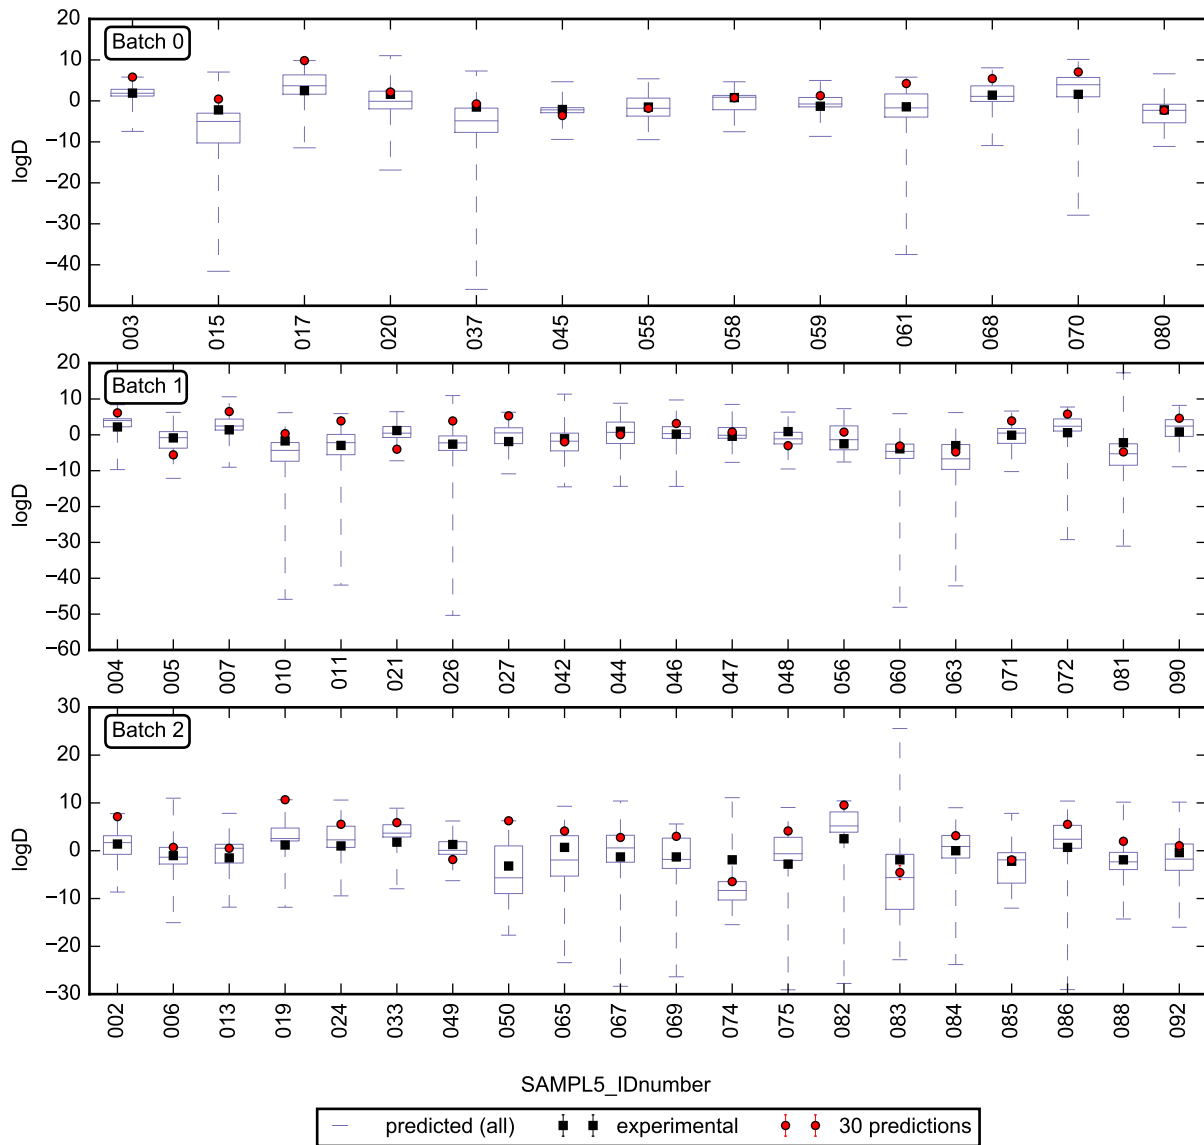 20
10
0
−10
−20
−30
−40
−50
logD
Batch 0
003 015 017 020 037 045 055 058 059 061 068 070 080
20
10
0
−10
−20
−30
−40
−50
−60
logD
Batch 1
004 005 007 010 011 021 026 027 042 044 046 047 048 056 060 063 071 072 081 090
30
20
10
0
−10
−20
−30
logD
Batch 2
002 006 013 019 024 033 049 050 065 067 069 074 075 082 083 084 085 086 088 092
SAMPL5_IDnumber
predicted (all) experimental 30 predictions